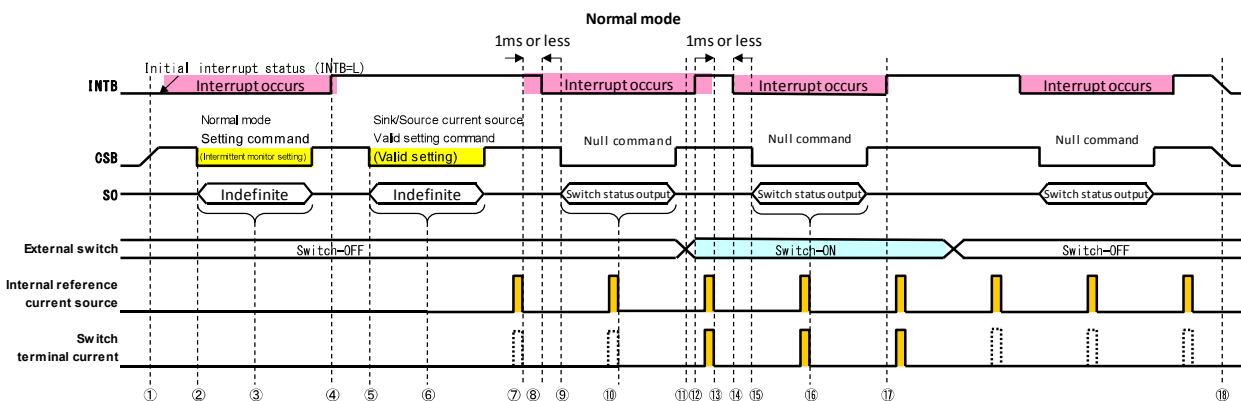 Normal mode
1ms or less
1ms or less
Initial interrupt status (INTB=L)
INTB
Interrupt occurs
Interrupt occurs
Interrupt occurs
Interrupt occurs
Normal mode
Setting command
(Intermittent monitor setting)
Sink/Source current source
Valid setting command
(Valid setting)
Null command
Null command
Null command
CSB
SO
Indefinite
Indefinite
Switch status output
Switch status output
Switch status output
External switch
Switch-OFF
Switch-ON
Switch-OFF
Internal reference
current source
Switch
terminal current
① ② ③ ④ ⑤ ⑥ ⑦ ⑧ ⑨ ⑩ ⑪ ⑫ ⑬ ⑭ ⑮ ⑯ ⑰ ⑱